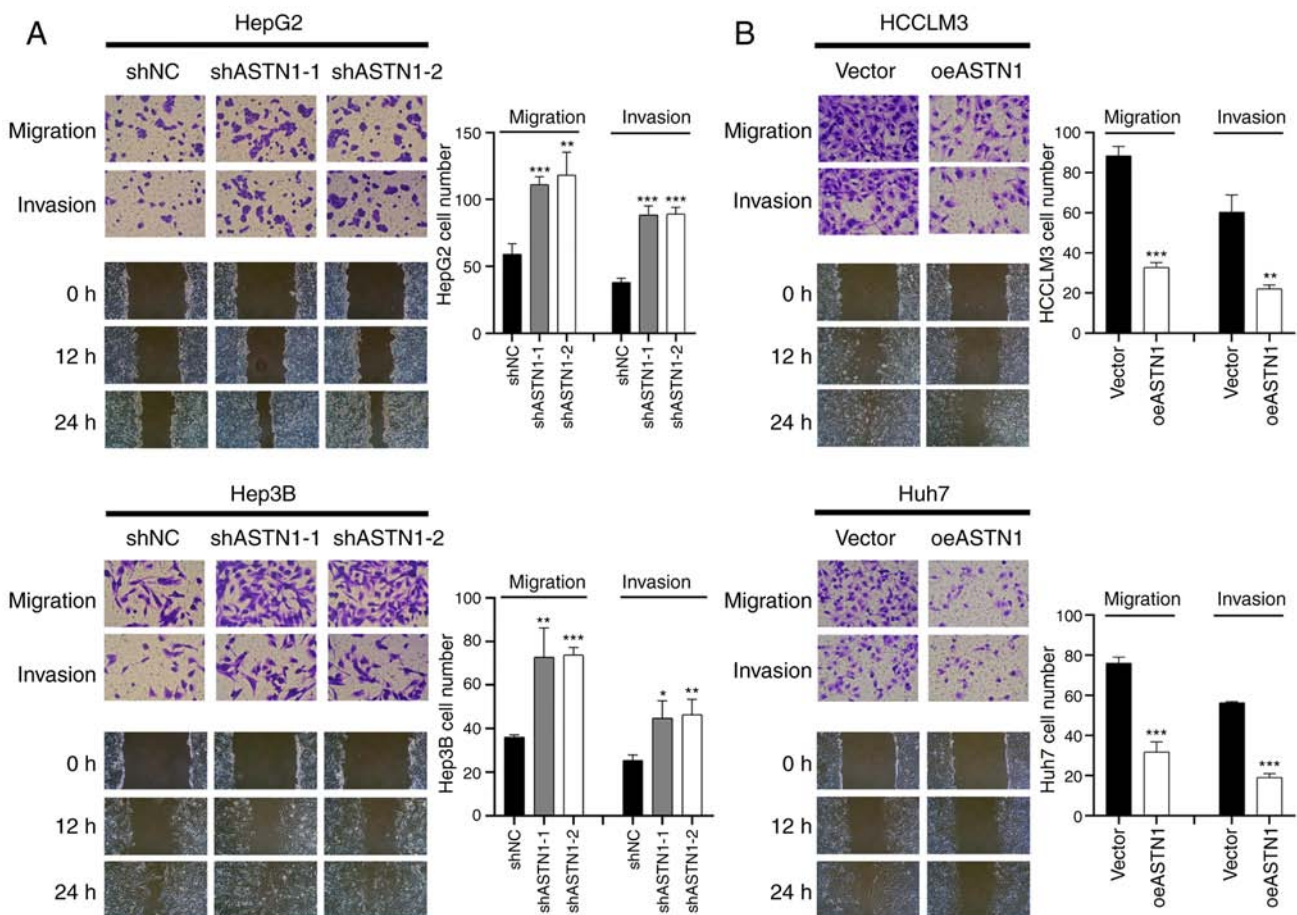 A
HepG2
shNC shASTN1-1 shASTN1-2
Migration
Invasion
0 h
12 h
24 h
Migration Invasion
HepG2 cell number
150
100
50
0
*** ** *** ***
shNC shASTN1-1 shASTN1-2 shNC shASTN1-1 shASTN1-2
Hep3B
shNC shASTN1-1 shASTN1-2
Migration
Invasion
0 h
12 h
24 h
Migration Invasion
Hep3B cell number
100
80
60
40
20
0
** *** * **
shNC shASTN1-1 shASTN1-2 shNC shASTN1-1 shASTN1-2
B
HCCLM3
Vector oeASTN1
Migration
Invasion
0 h
12 h
24 h
Migration Invasion
HCCLM3 cell number
100
80
60
40
20
0
*** **
Vector oeASTN1 Vector oeASTN1
Huh7
Vector oeASTN1
Migration
Invasion
0 h
12 h
24 h
Migration Invasion
Huh7 cell number
100
80
60
40
20
0
*** ***
Vector oeASTN1 Vector oeASTN1